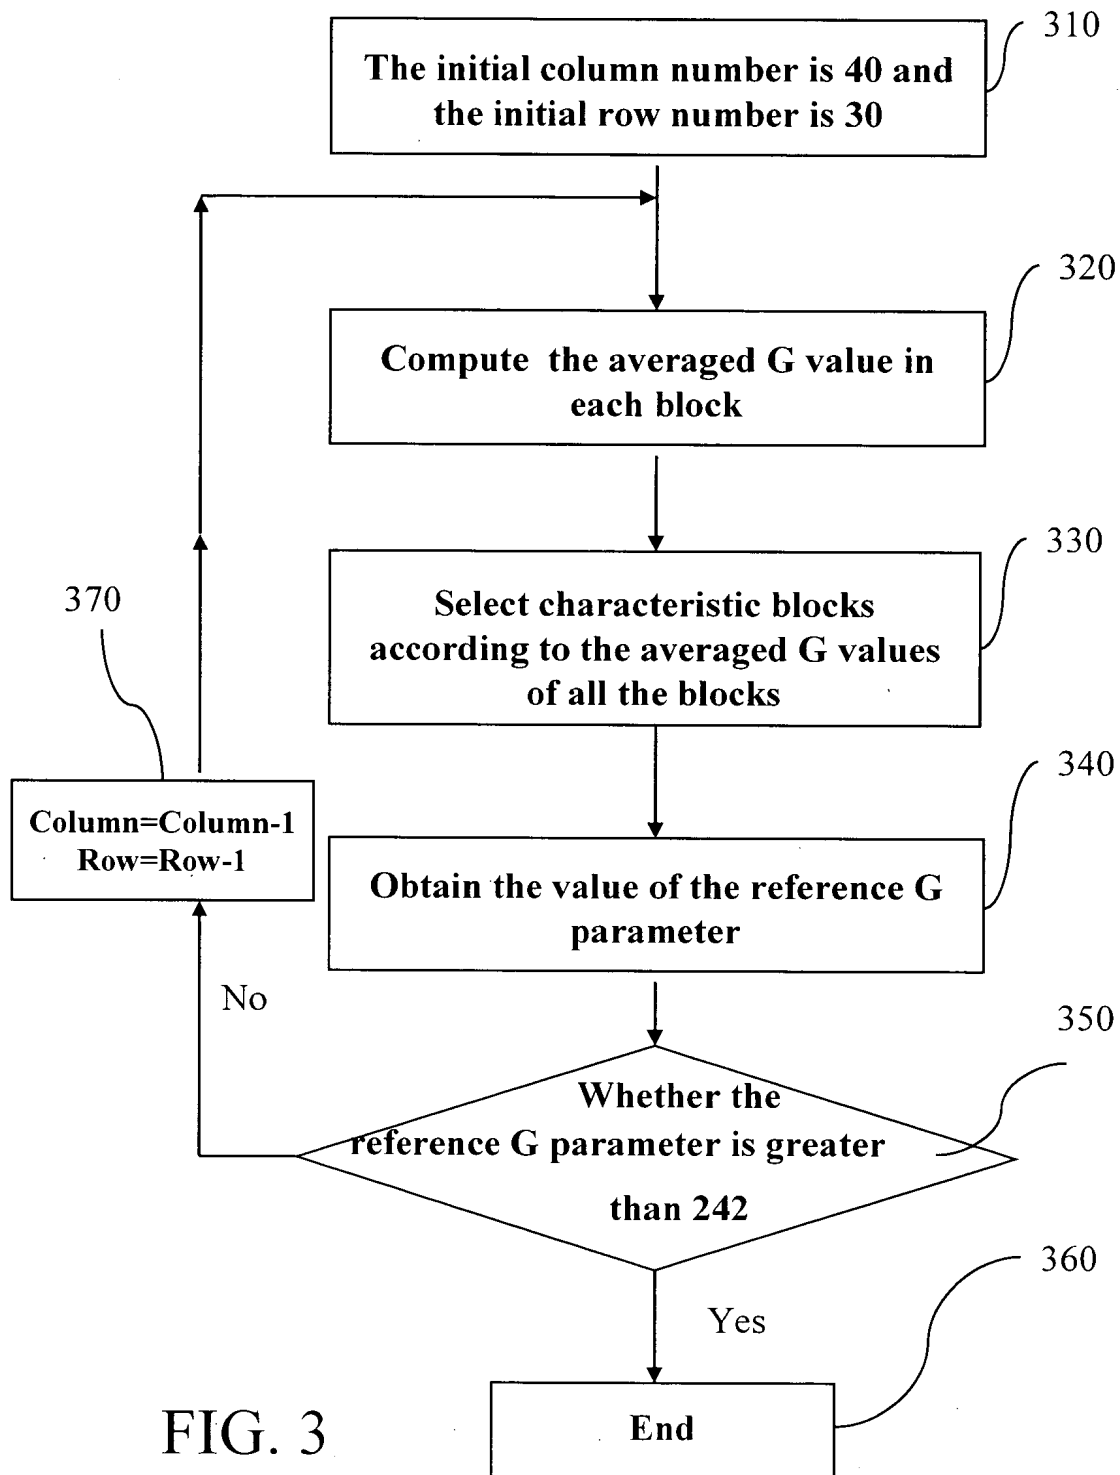 310
The initial column number is 40 and
the initial row number is 30
320
Compute the averaged G value in
each block
330
Select characteristic blocks
according to the averaged G values
of all the blocks
370
Column=Column-1
Row=Row-1
340
Obtain the value of the reference G
parameter
No
350
Whether the
reference G parameter is greater
than 242
360
Yes
End
FIG. 3